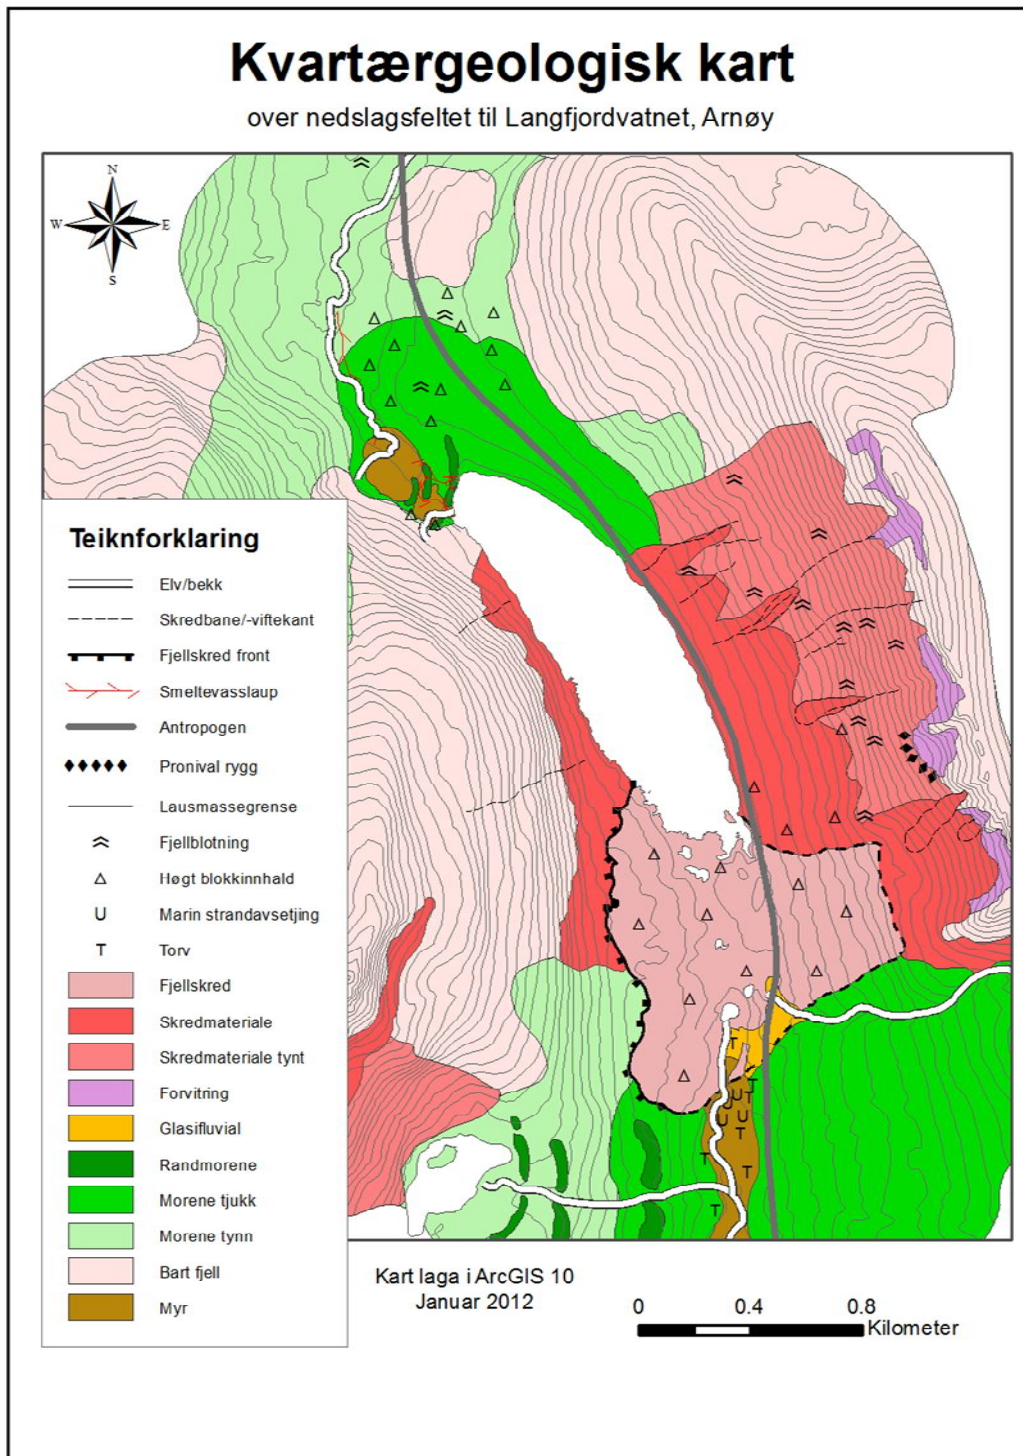 Kvartærgeologisk kart
over nedslagsfeltet til Langfjordvatnet, Arnøy
N
W
E
S
Teiknforklaring
Elv/bekk
Skredbane/-viftekant
Fjellskred front
Smeltevasslaup
Antropogen
Pronival rygg
Lausmassegrense
Fjellblotning
Høgt blokkinnhald
U Marin strandavsetjing
T Torv
Fjellskred
Skredmateriale
Skredmateriale tynt
Forvitring
Glasifluvial
Randmorene
Morene tjukk
Morene tynn
Bart fjell
Myr
T
T
U U T
U U
T
T
T
T
Kart laga i ArcGIS 10
Januar 2012
0 0.4 0.8
Kilometer